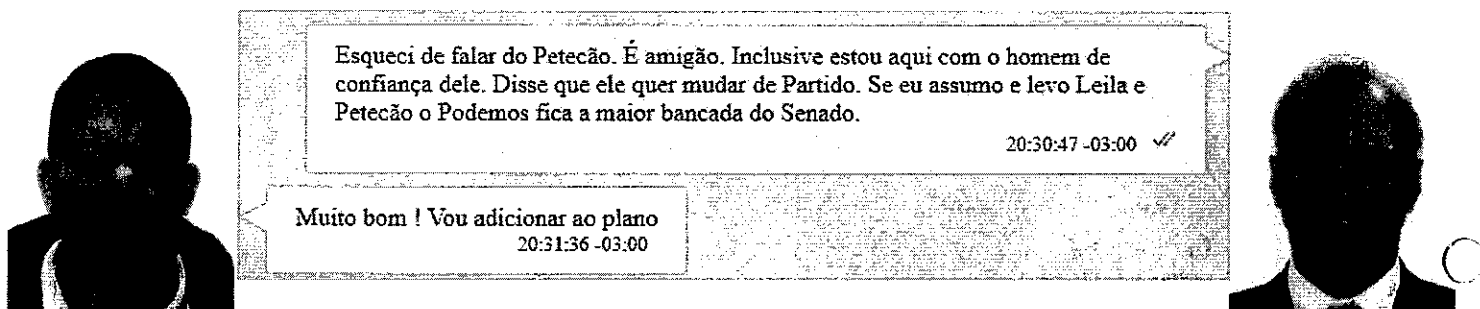 Esqueci de falar do Petecão. É amigão. Inclusive estou aqui com o homem de
confiança dele. Disse que ele quer mudar de Partido. Se eu assumo e levo Leila e
Petecão o Podemos fica a maior bancada do Senado.
20:30:47 -03:00
Muito bom ! Vou adicionar ao plano
20:31:36 -03:00